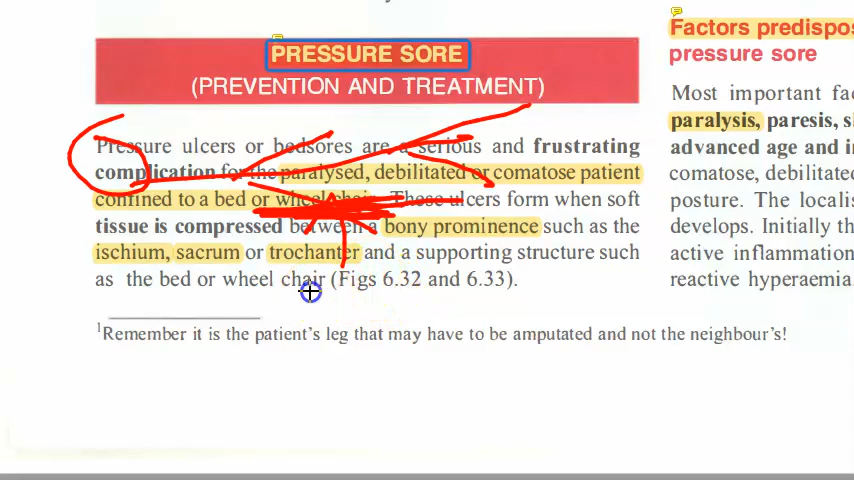 PRESSURE SORE
(PREVENTION AND TREATMENT)
Pressure ulcers or bedsores are a serious and frustrating
complication for the paralysed, debilitated or comatose patient
confined to a bed or wheel chair. These ulcers form when soft
tissue is compressed between a bony prominence such as the
ischium, sacrum or trochanter and a supporting structure such
as the bed or wheel chair (Figs 6.32 and 6.33).
¹Remember it is the patient's leg that may have to be amputated and not the neighbour's!
Factors predispos
pressure sore
Most important fac
paralysis, paresis, s
advanced age and i
comatose, debilitate
posture. The locali
develops. Initially th
active inflammation
reactive hyperaemia